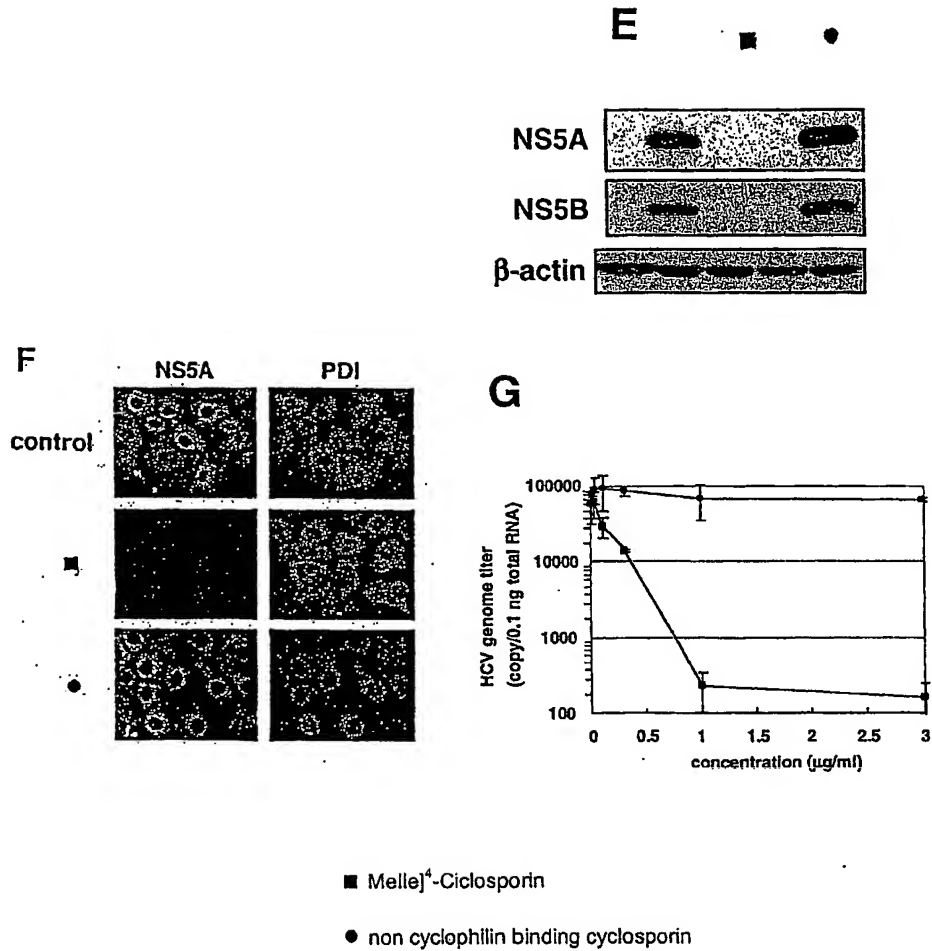 E
NS5A
NS5B
β-actin
F
NS5A PDI
control
G
HCV genome titer
(copy/0.1 ng total RNA)
100000
10000
1000
100
0 0.5 1 1.5 2 2.5 3
concentration (µg/ml)
■ Melle]⁴-Ciclosporin
● non cyclophilin binding cyclosporin